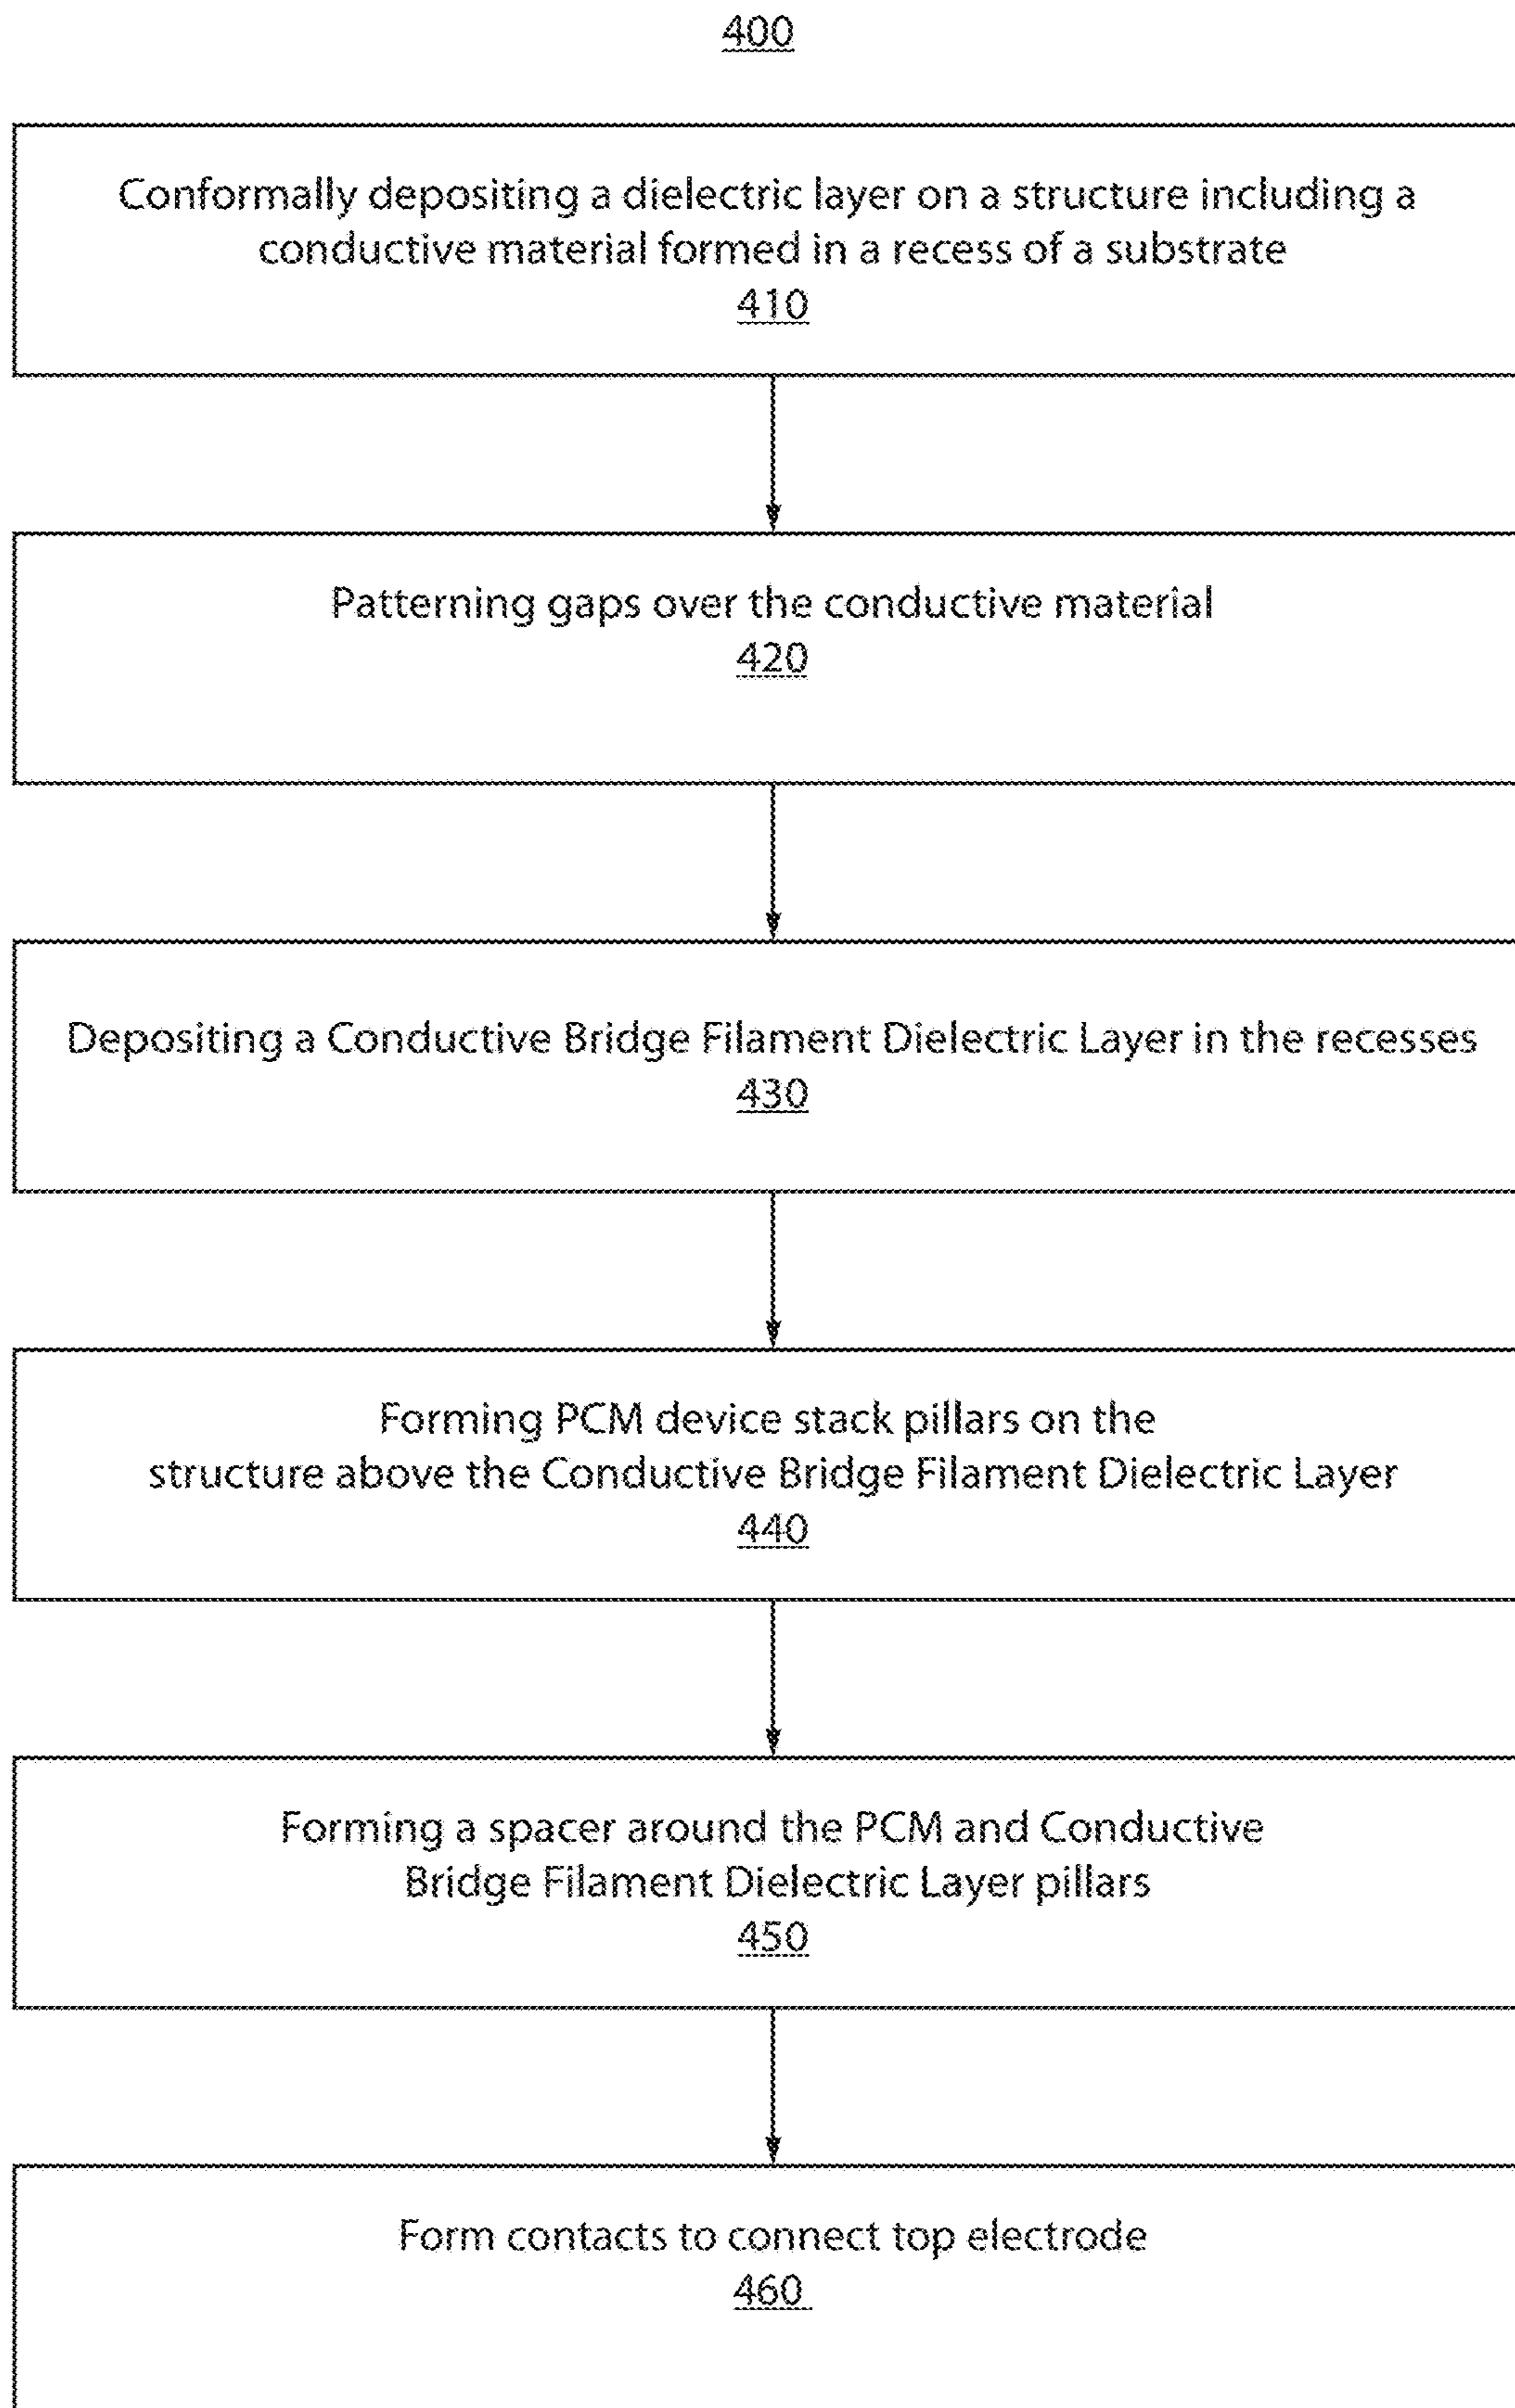 400
Conformally depositing a dielectric layer on a structure including a
conductive material formed in a recess of a substrate
410
Patterning gaps over the conductive material
420
Depositing a Conductive Bridge Filament Dielectric Layer in the recesses
430
Forming PCM device stack pillars on the
structure above the Conductive Bridge Filament Dielectric Layer
440
Forming a spacer around the PCM and Conductive
Bridge Filament Dielectric Layer pillars
450
Form contacts to connect top electrode
460